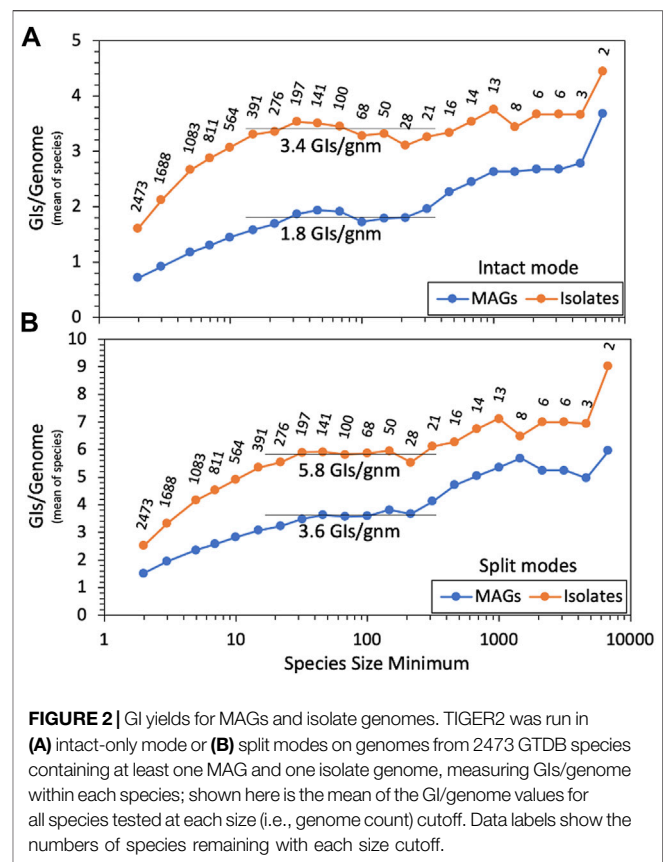 A
5
4
3
2
1
0
GIs/Genome
(mean of species)
2473
1688
1083
811
564
391
276
197
141
100
68
50
28
21
16
14
13
8
6
6
3
2
3.4 GIs/gnm
1.8 GIs/gnm
Intact mode
MAGs
Isolates
B
10
9
8
7
6
5
4
3
2
1
0
GIs/Genome
(mean of species)
2473
1688
1083
811
564
391
276
197
141
100
68
50
28
21
16
14
13
8
6
6
3
2
5.8 GIs/gnm
3.6 GIs/gnm
Split modes
MAGs
Isolates
1
10
100
1000
10000
Species Size Minimum
FIGURE 2 | GI yields for MAGs and isolate genomes. TIGER2 was run in
(A) intact-only mode or (B) split modes on genomes from 2473 GTDB species
containing at least one MAG and one isolate genome, measuring GIs/genome
within each species; shown here is the mean of the GI/genome values for
all species tested at each size (i.e., genome count) cutoff. Data labels show the
numbers of species remaining with each size cutoff.